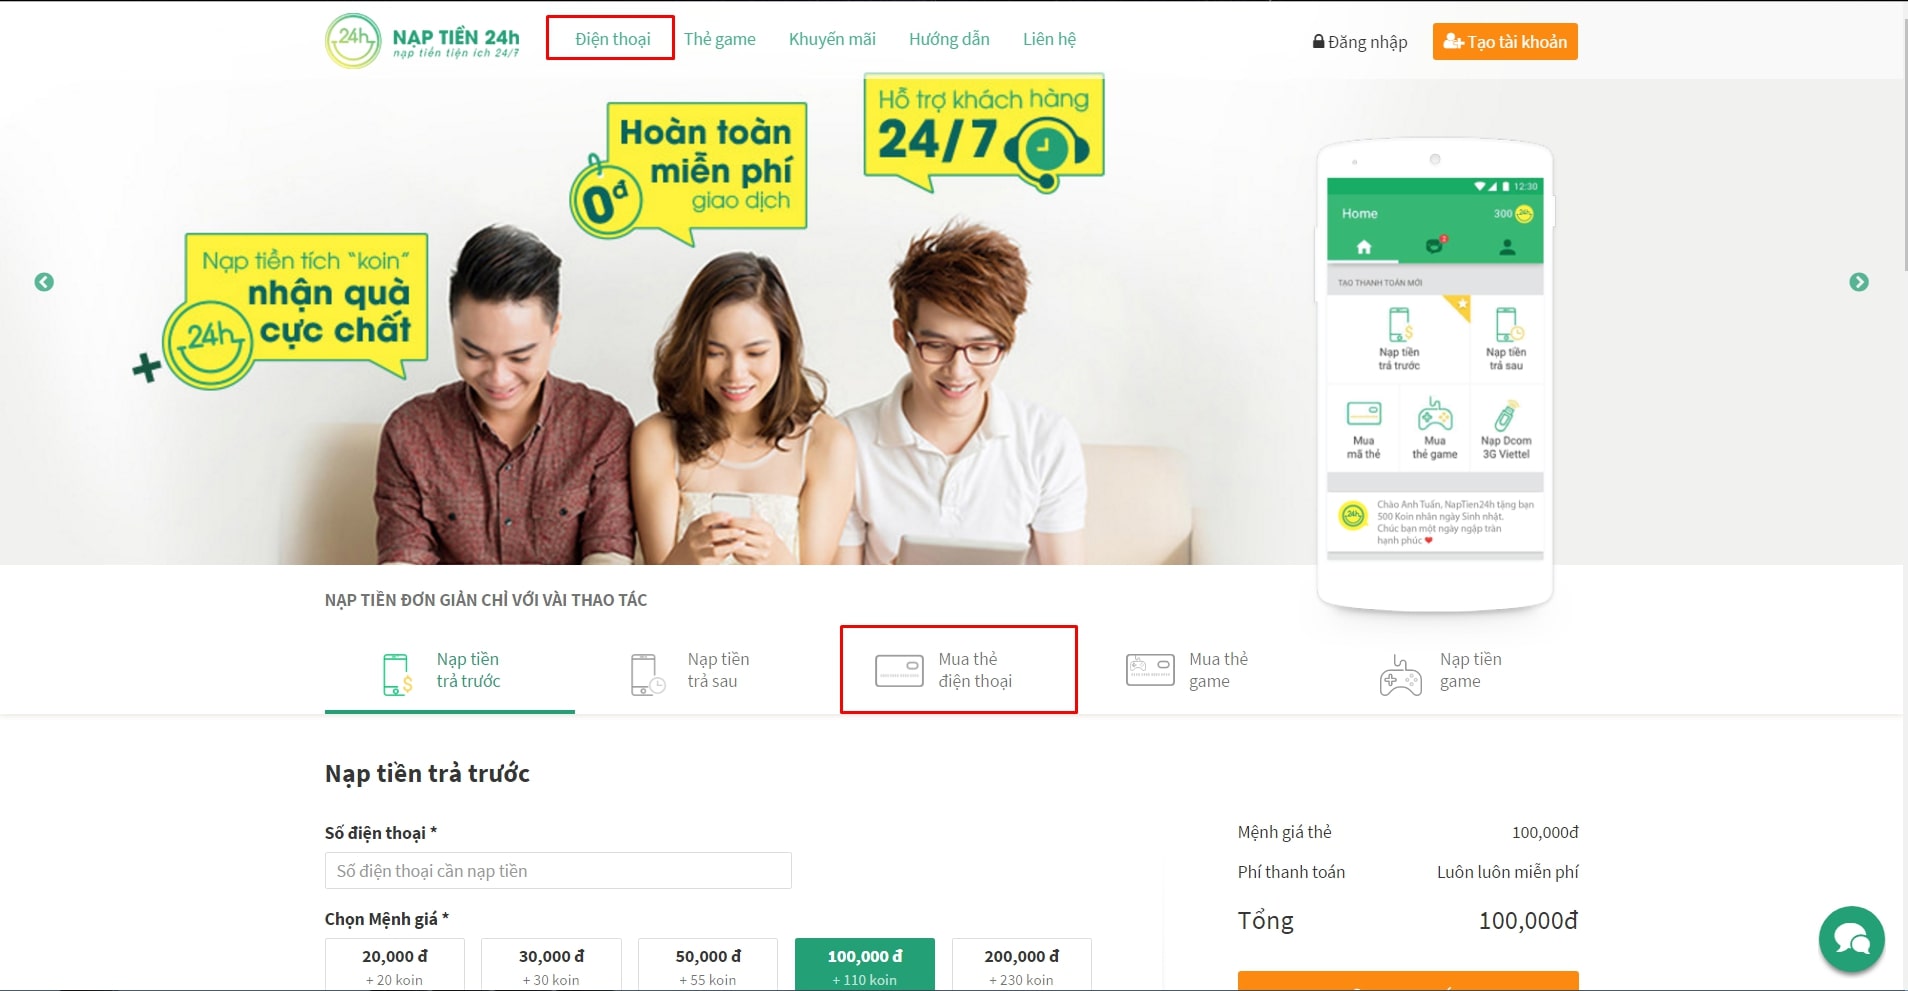 24h
NẠP TIỀN 24h
nạp tiền tiện ích 24/7
Điện thoại
Thẻ game
Khuyến mãi
Hướng dẫn
Liên hệ
Đăng nhập
Tạo tài khoản
Hỗ trợ khách hàng
24/7
Hoàn toàn
miễn phí
giao dịch
0đ
Nạp tiền tích “koin”
nhận quà
cực chất
24h
12:30
Home
300
TẠO THANH TOÁN MỚI
Nạp tiền
trả trước
Nạp tiền
trả sau
Mua
mã thẻ
Mua
thẻ game
Nạp Dcom
3G Viettel
24h
Chào Anh Tuấn, NapTien24h tặng bạn
500 Koin nhân ngày Sinh nhật.
Chúc bạn một ngày ngập tràn
hạnh phúc
NẠP TIỀN ĐƠN GIẢN CHỈ VỚI VÀI THAO TÁC
Nạp tiền
trả trước
Nạp tiền
trả sau
Mua thẻ
điện thoại
Mua thẻ
game
Nạp tiền
game
Nạp tiền trả trước
Số điện thoại *
Số điện thoại cần nạp tiền
Chọn Mệnh giá *
20,000 đ
+ 20 koin
30,000 đ
+ 30 koin
50,000 đ
+ 55 koin
100,000 đ
+ 110 koin
200,000 đ
+ 230 koin
Mệnh giá thẻ
100,000đ
Phí thanh toán
Luôn luôn miễn phí
Tổng
100,000đ